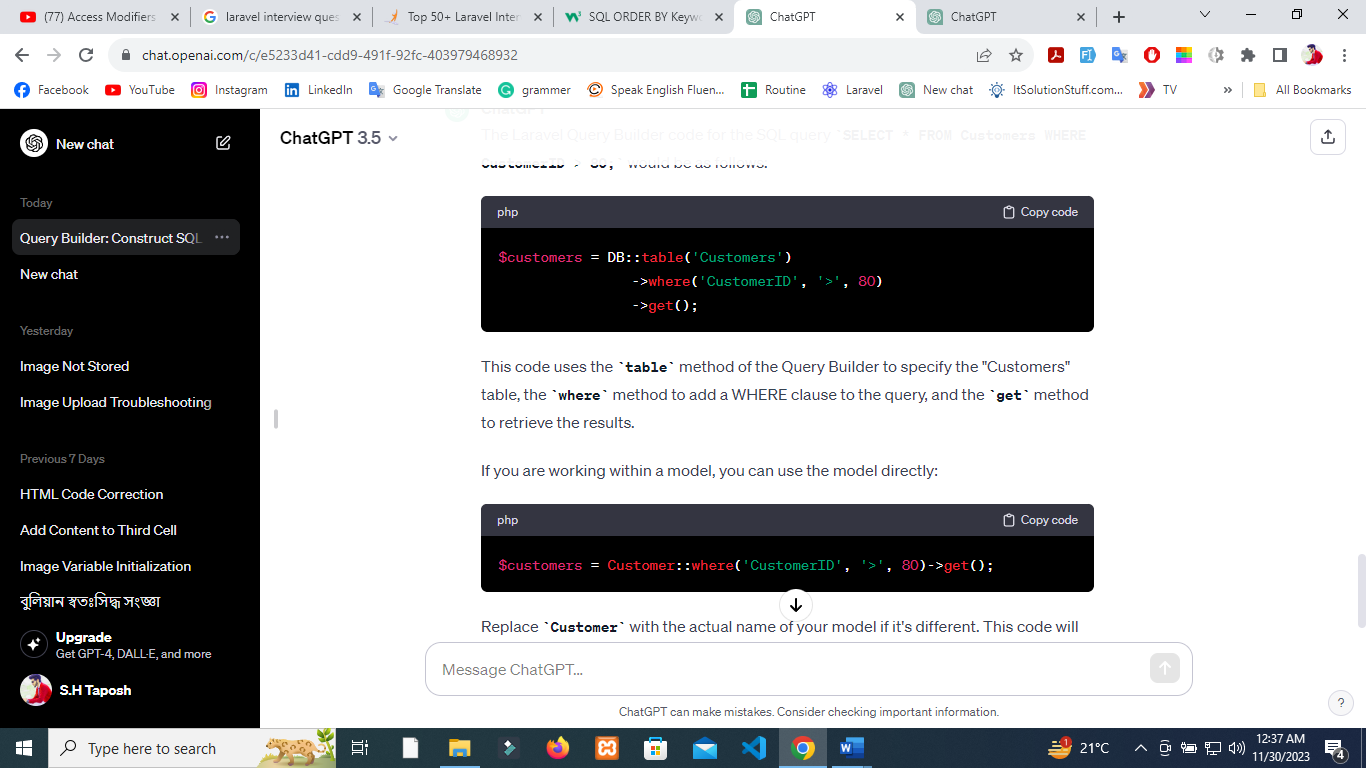 (77) Access Modifiers
laravel interview ques
Top 50+ Laravel Inter
SQL ORDER BY Keywo
ChatGPT
ChatGPT
chat.openai.com/c/e5233d41-cdd9-491f-92fc-403979468932
Facebook
YouTube
Instagram
LinkedIn
Google Translate
grammer
Speak English Fluen...
Routine
Laravel
New chat
ItSolutionStuff.com...
TV
»
All Bookmarks
New chat
Today
Query Builder: Construct SQL
New chat
Yesterday
Image Not Stored
Image Upload Troubleshooting
Previous 7 Days
HTML Code Correction
Add Content to Third Cell
Image Variable Initialization
বুলিয়ান স্বতঃসিদ্ধ সংজ্ঞা
Upgrade
Get GPT-4, DALL·E, and more
S.H Taposh
ChatGPT 3.5
ChatGPT
The Laravel Query Builder code for the SQL query `SELECT * FROM Customers WHERE
CustomerID > 80;` would be as follows:
php
Copy code
$customers = DB::table('Customers')
->where('CustomerID', '>', 80)
->get();
This code uses the `table` method of the Query Builder to specify the "Customers"
table, the `where` method to add a WHERE clause to the query, and the `get` method
to retrieve the results.
If you are working within a model, you can use the model directly:
php
Copy code
$customers = Customer::where('CustomerID', '>', 80)->get();
Replace `Customer` with the actual name of your model if it's different. This code will
Message ChatGPT...
ChatGPT can make mistakes. Consider checking important information.
?
Type here to search
1
21°C
12:37 AM
11/30/2023
4